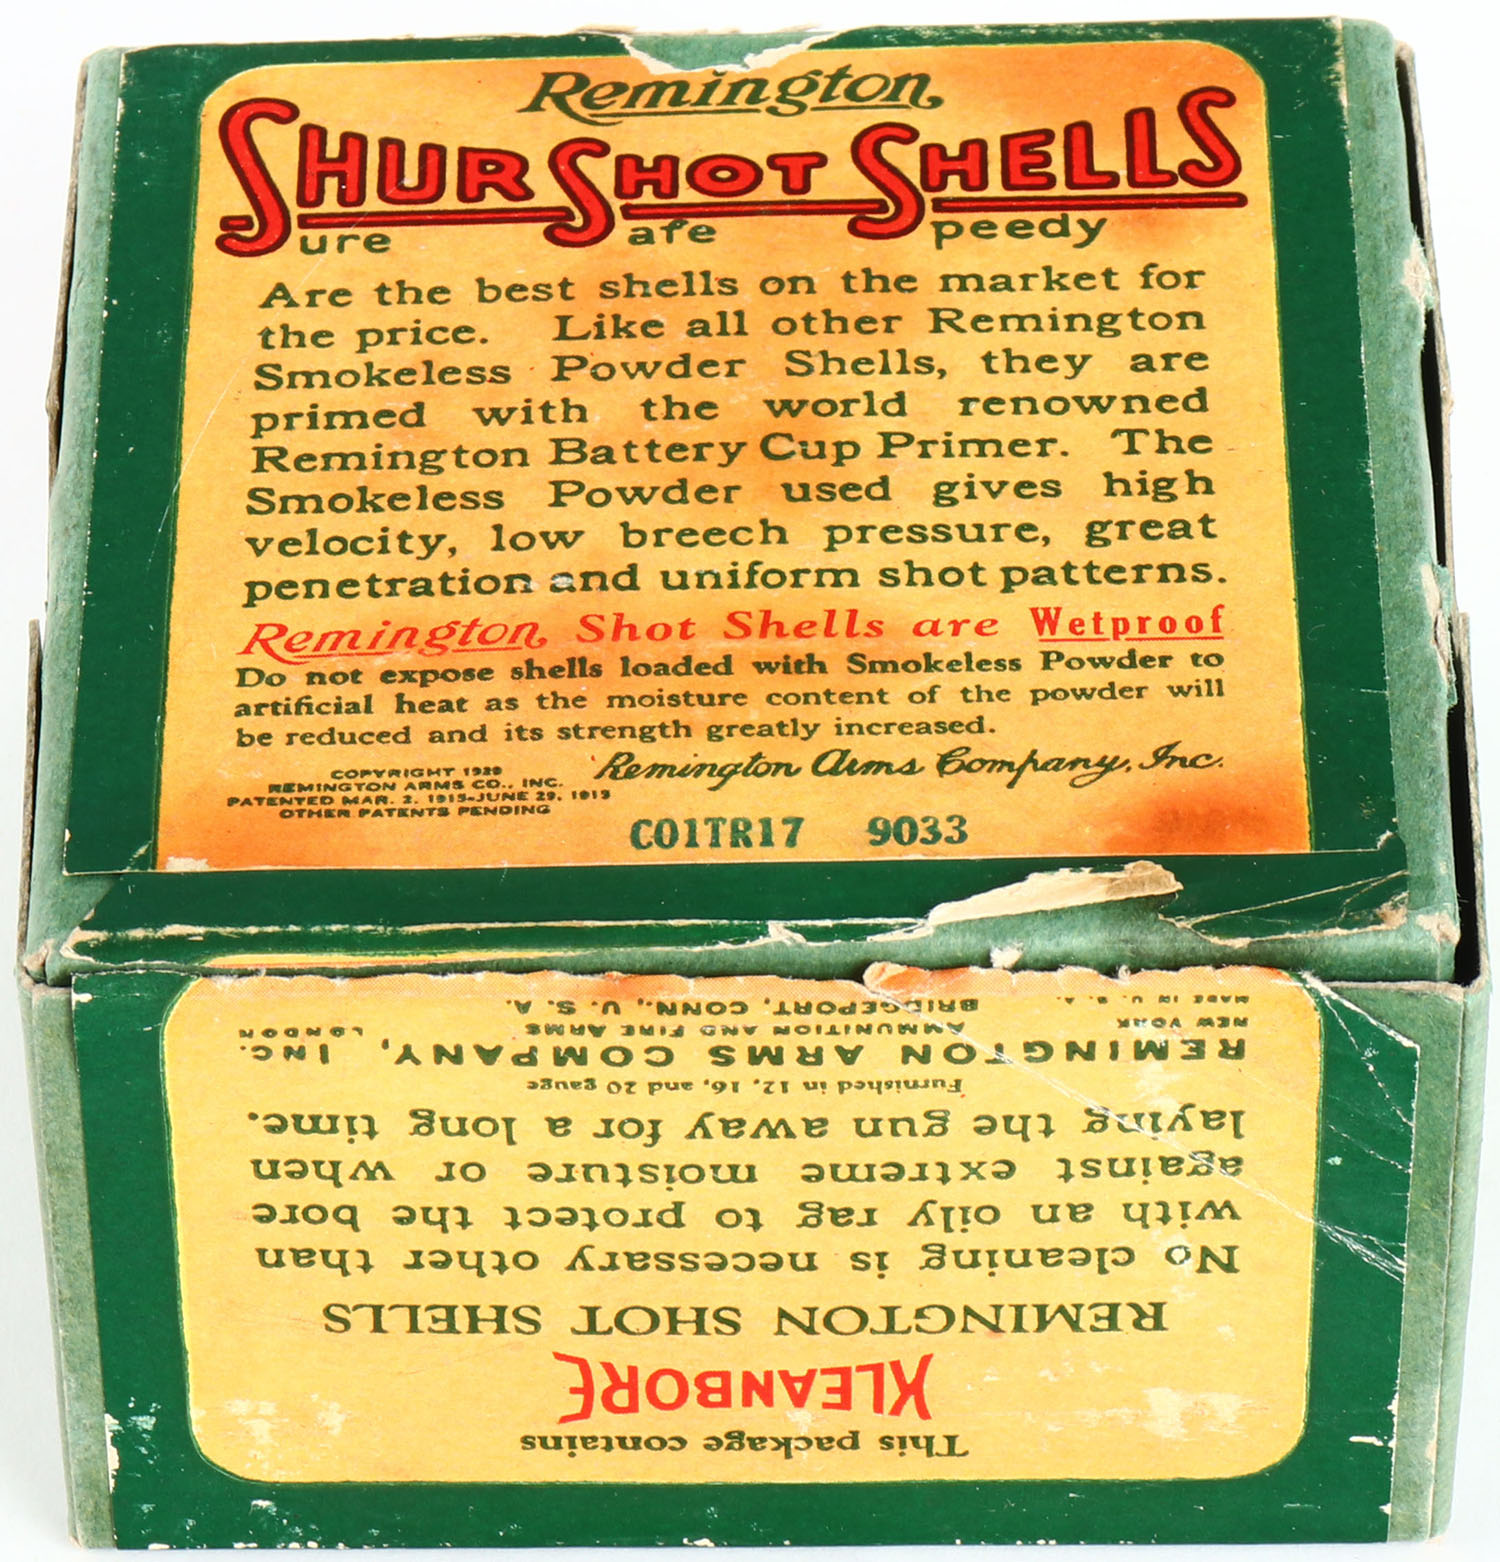 Remington
SHUR SHOT SHELLS
ure afe peedy
Are the best shells on the market for
the price. Like all other Remington
Smokeless Powder Shells, they are
primed with the world renowned
Remington Battery Cup Primer. The
Smokeless Powder used gives high
velocity, low breech pressure, great
penetration and uniform shot patterns.
Remington Shot Shells are Wetproof
Do not expose shells loaded with Smokeless Powder to
artificial heat as the moisture content of the powder will
be reduced and its strength greatly increased.
COPYRIGHT 1929
REMINGTON ARMS CO., INC.
PATENTED MAR. 2, 1915-JUNE 29, 1915
OTHER PATENTS PENDING
Remington Arms Company, Inc.
C01TR17 9033
This package contains
KLEANBORE
REMINGTON SHOT SHELLS
No cleaning is necessary other than
with an oily rag to protect the bore
against extreme moisture or when
laying the gun away for a long time.
Furnished in 12, 16, and 20 gauge
REMINGTON ARMS COMPANY, INC.
NEW YORK AMMUNITION AND FIRE ARMS LONDON
MADE IN U. S. A. BRIDGEPORT, CONN., U. S. A.